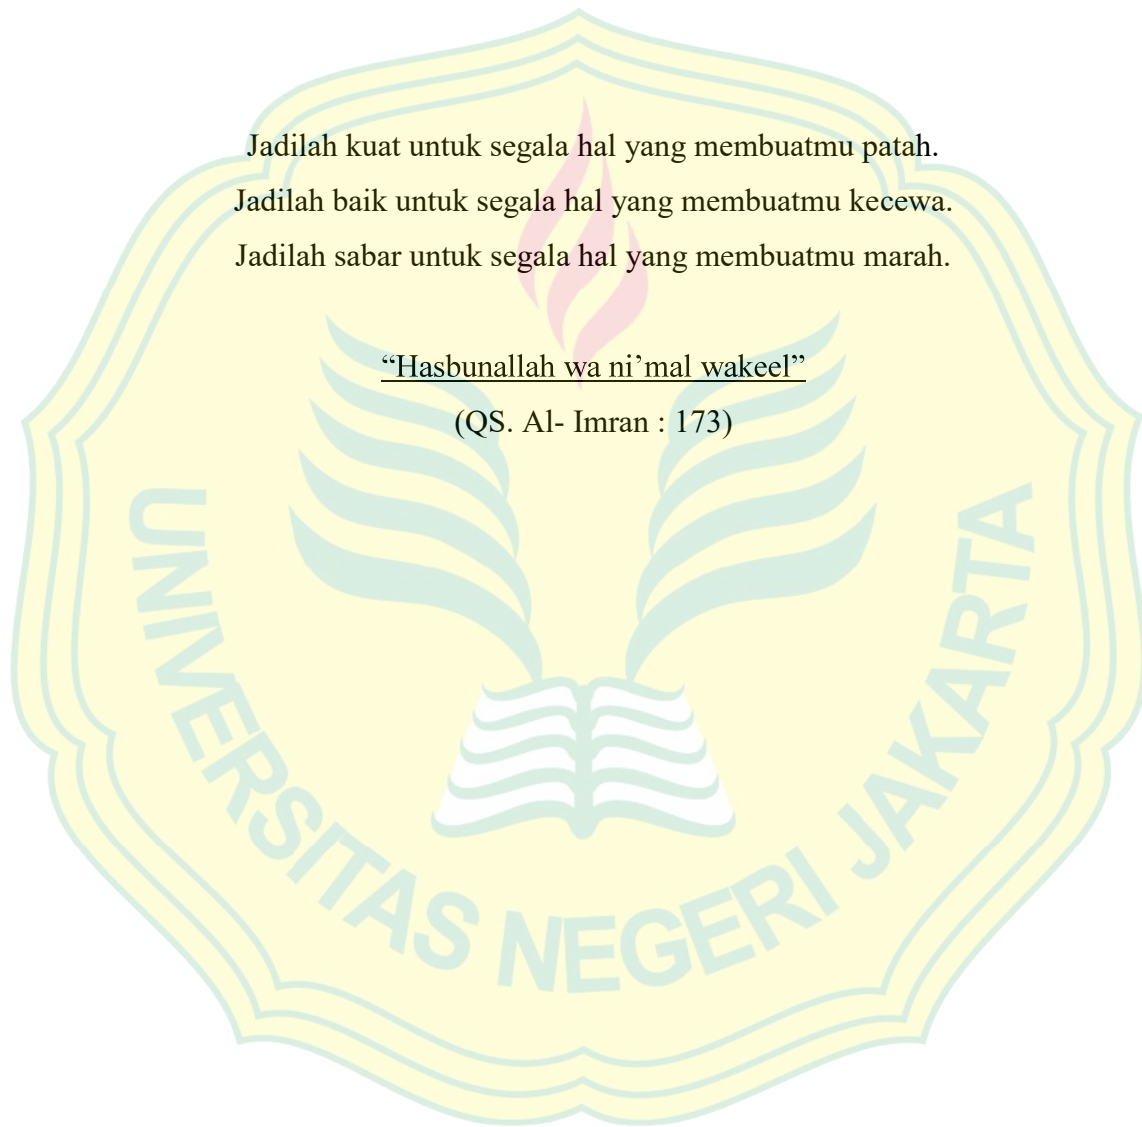 Jadilah kuat untuk segala hal yang membuatmu patah.
Jadilah baik untuk segala hal yang membuatmu kecewa.
Jadilah sabar untuk segala hal yang membuatmu marah.
“Hasbunallah wa ni’mal wakeel”
(QS. Al- Imran : 173)
UNIVERSITAS NEGERI JAKARTA